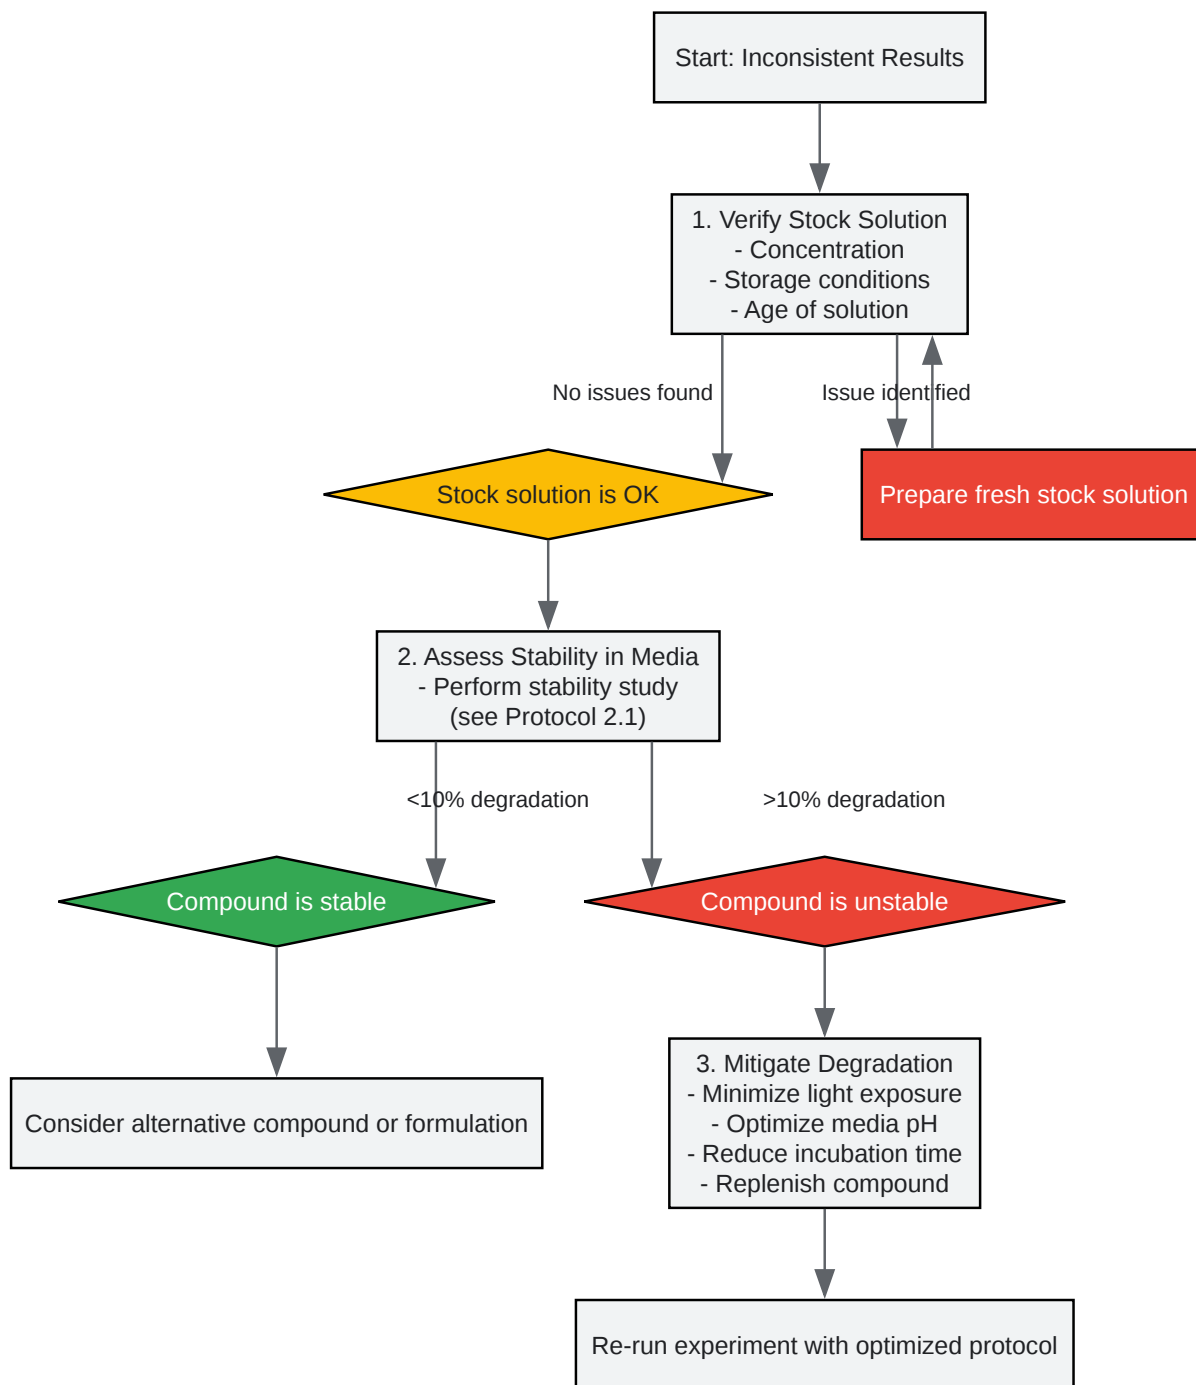 Start: Inconsistent Results
1. Verify Stock Solution
- Concentration
- Storage conditions
- Age of solution
No issues found
Issue identified
Stock solution is OK
Prepare fresh stock solution
2. Assess Stability in Media
- Perform stability study
(see Protocol 2.1)
<10% degradation
>10% degradation
Compound is stable
Compound is unstable
Consider alternative compound or formulation
3. Mitigate Degradation
- Minimize light exposure
- Optimize media pH
- Reduce incubation time
- Replenish compound
Re-run experiment with optimized protocol